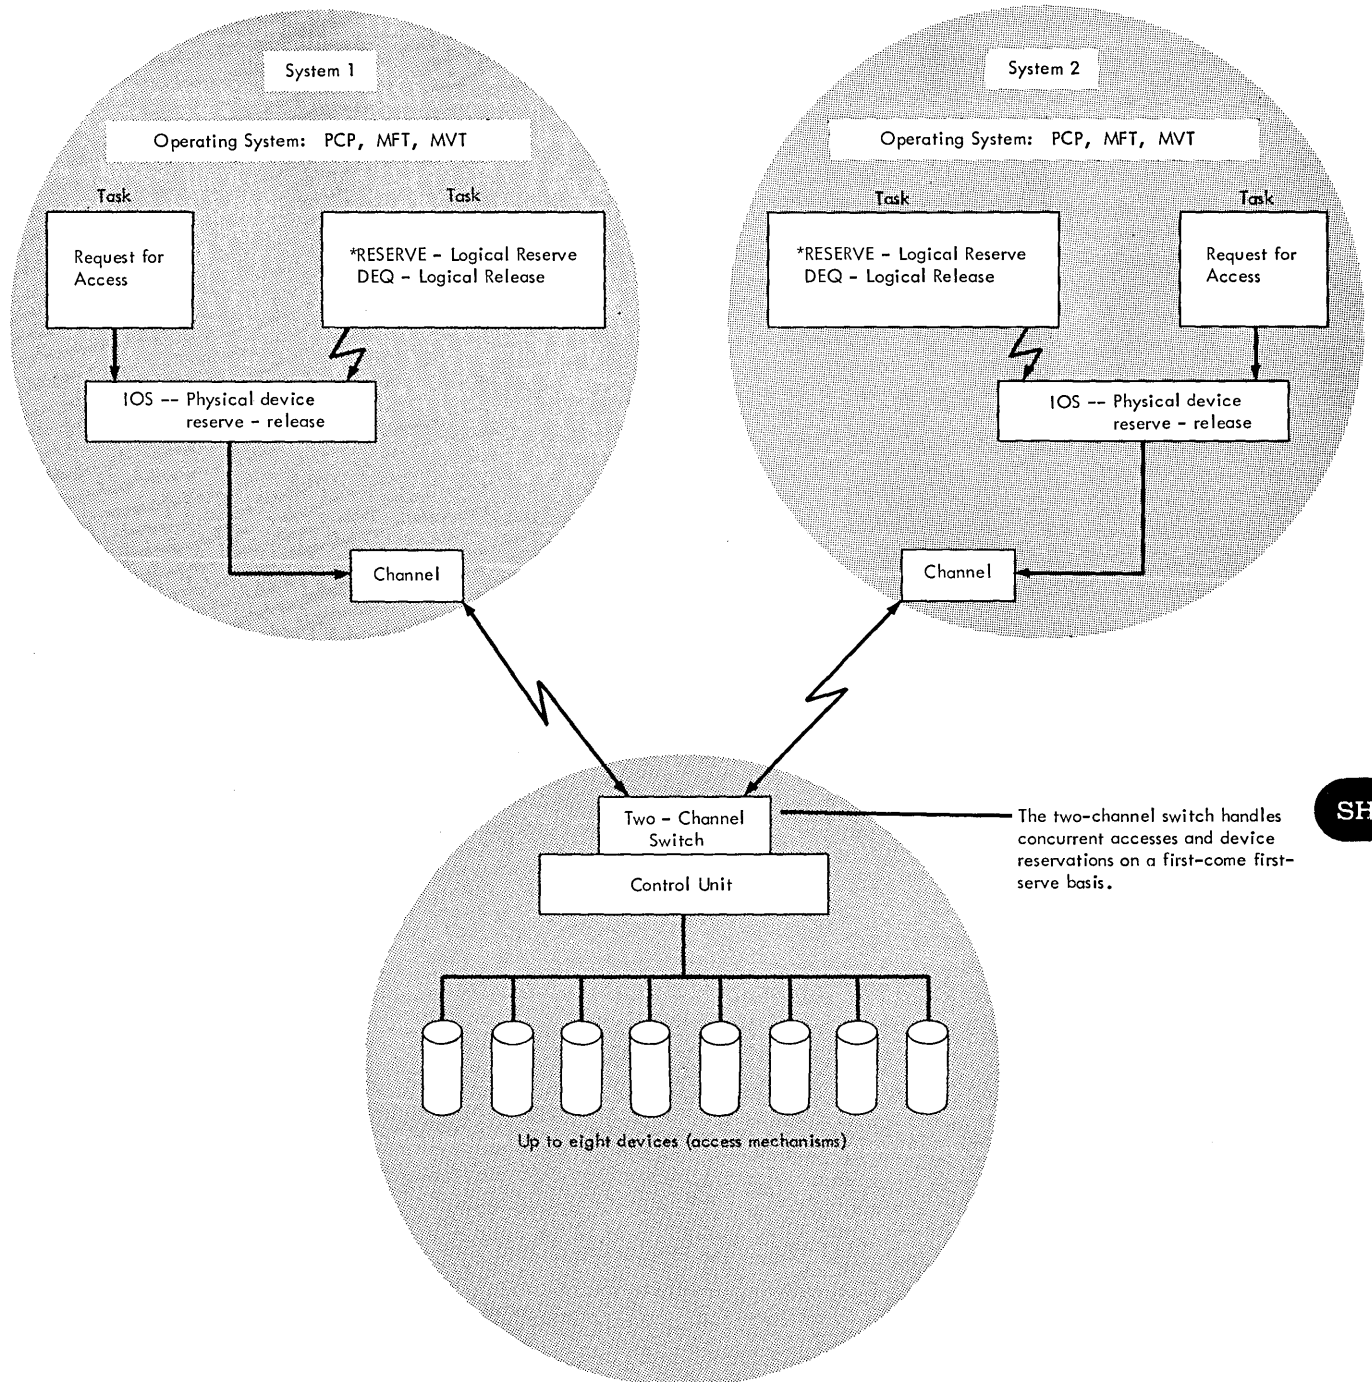 System 1
Operating System: PCP, MFT, MVT
Task
Request for
Access
Task
*RESERVE - Logical Reserve
DEQ - Logical Release
IOS -- Physical device
reserve - release
Channel
System 2
Operating System: PCP, MFT, MVT
Task
*RESERVE - Logical Reserve
DEQ - Logical Release
Task
Request for
Access
IOS -- Physical device
reserve - release
Channel
Two - Channel
Switch
Control Unit
The two-channel switch handles
concurrent accesses and device
reservations on a first-come first-
serve basis.
SH
Up to eight devices (access mechanisms)